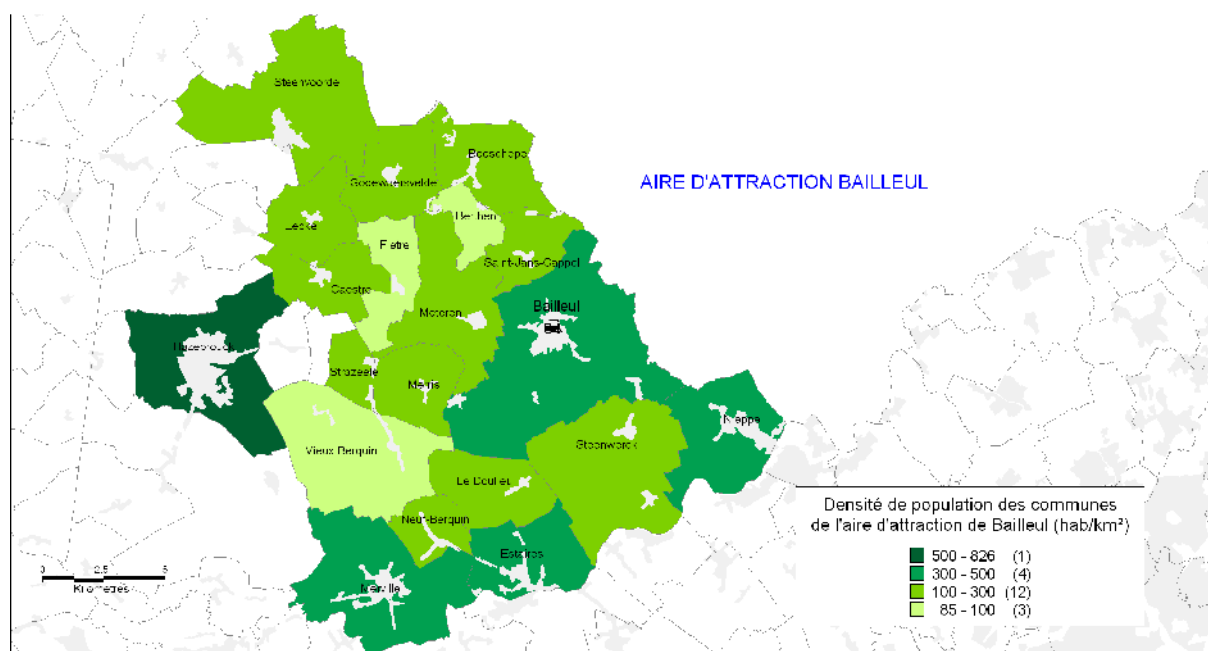 Steenvoorde
Boeschepe
Godewaersvelde
AIRE D'ATTRACTION BAILLEUL
Berthen
Eecke
Fletre
Saint-Jans-Cappel
Caestre
Bailleul
Meteren
Hazebrouck
Strazeele
Merris
Nieppe
Vieux Berquin
Steenwerck
Le Doulieu
Neuf-Berquin
Estaires
Merville
0 2,5 5
Kilomètres
Densité de population des communes
de l'aire d'attraction de Bailleul (hab/km²)
500 - 826 (1)
300 - 500 (4)
100 - 300 (12)
85 - 100 (3)